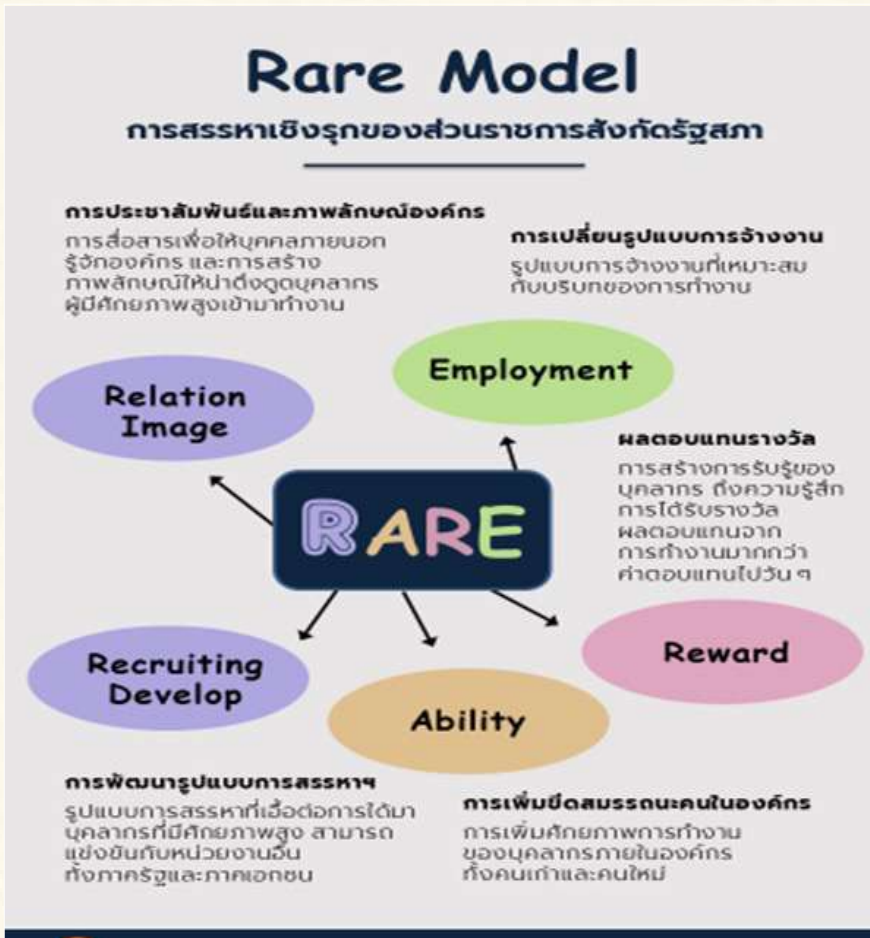 Rare Model
การสรรหาเชิงรุกของส่วนราชการสังกัดรัฐสภา
การประชาสัมพันธ์และภาพลักษณ์องค์กร
การสื่อสารเพื่อให้บุคคลภายนอก
รู้จักองค์กร และการสร้าง
ภาพลักษณ์ให้น่าดึงดูดบุคลากร
ผู้มีศักยภาพสูงเข้ามาทำงาน
การเปลี่ยนรูปแบบการจ้างงาน
รูปแบบการจ้างงานที่เหมาะสม
กับบริบทของการทำงาน
Relation
Image
Employment
ผลตอบแทนรางวัล
การสร้างการรับรู้ของ
บุคลากร ถึงความรู้สึก
การได้รับรางวัล
ผลตอบแทนจาก
การทำงานมากกว่า
ค่าตอบแทนไปวัน ๆ
RARE
Recruiting
Develop
Ability
Reward
การพัฒนารูปแบบการสรรหาฯ
รูปแบบการสรรหาที่เอื้อต่อการได้มา
บุคลากรที่มีศักยภาพสูง สามารถ
แข่งขันกับหน่วยงานอื่น
ทั้งภาครัฐและภาคเอกชน
การเพิ่มขีดสมรรถนะคนในองค์กร
การเพิ่มศักยภาพการทำงาน
ของบุคลากรภายในองค์กร
ทั้งคนเก่าและคนใหม่